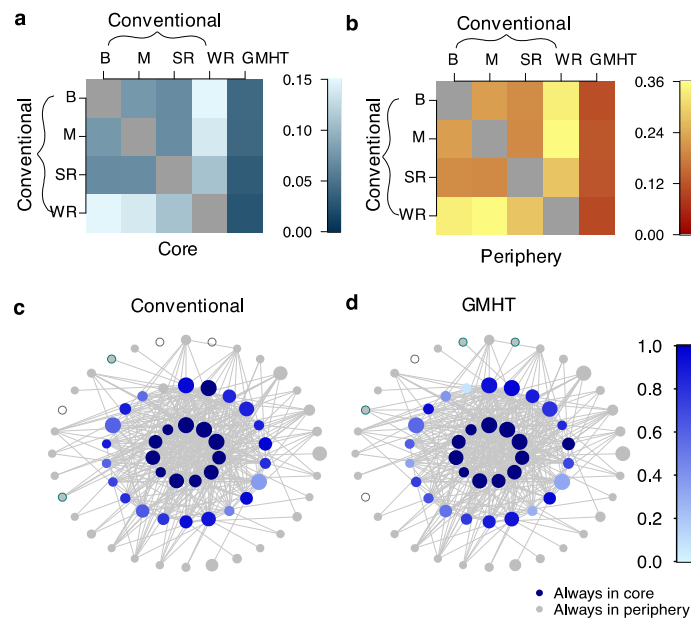 a
Conventional
B M SR WR GMHT
B
M
SR
WR
Conventional
0.15
0.10
0.05
0.00
Core
b
Conventional
B M SR WR GMHT
B
M
SR
WR
Conventional
0.36
0.24
0.12
0.00
Periphery
c
Conventional
d
GMHT
1.0
0.8
0.6
0.4
0.2
0.0
Always in core
Always in periphery